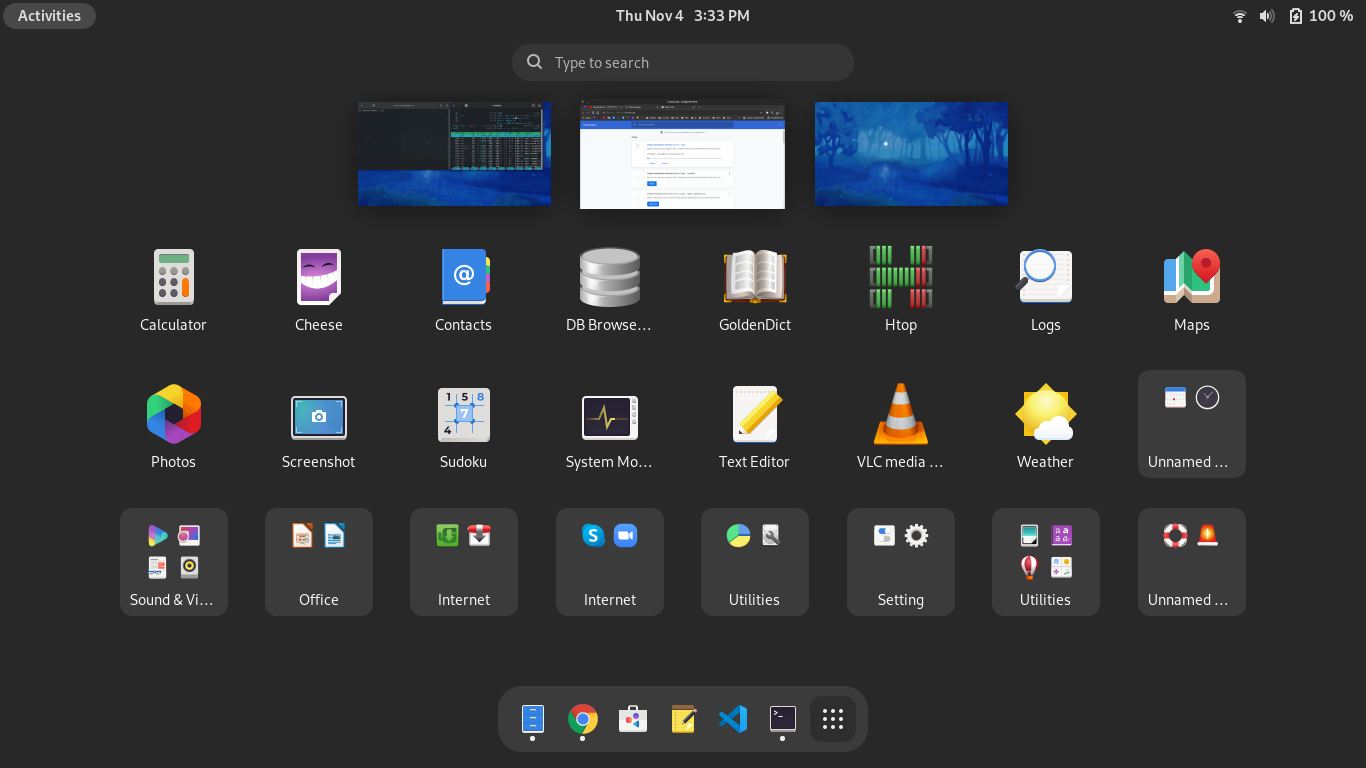 Activities
Thu Nov 4 3:33 PM
100 %
Type to search
Calculator
Cheese
Contacts
DB Browse...
GoldenDict
Htop
Logs
Maps
Photos
Screenshot
Sudoku
System Mo...
Text Editor
VLC media ...
Weather
Unnamed ...
Sound & Vi...
Office
Internet
Internet
Utilities
Setting
Utilities
Unnamed ...